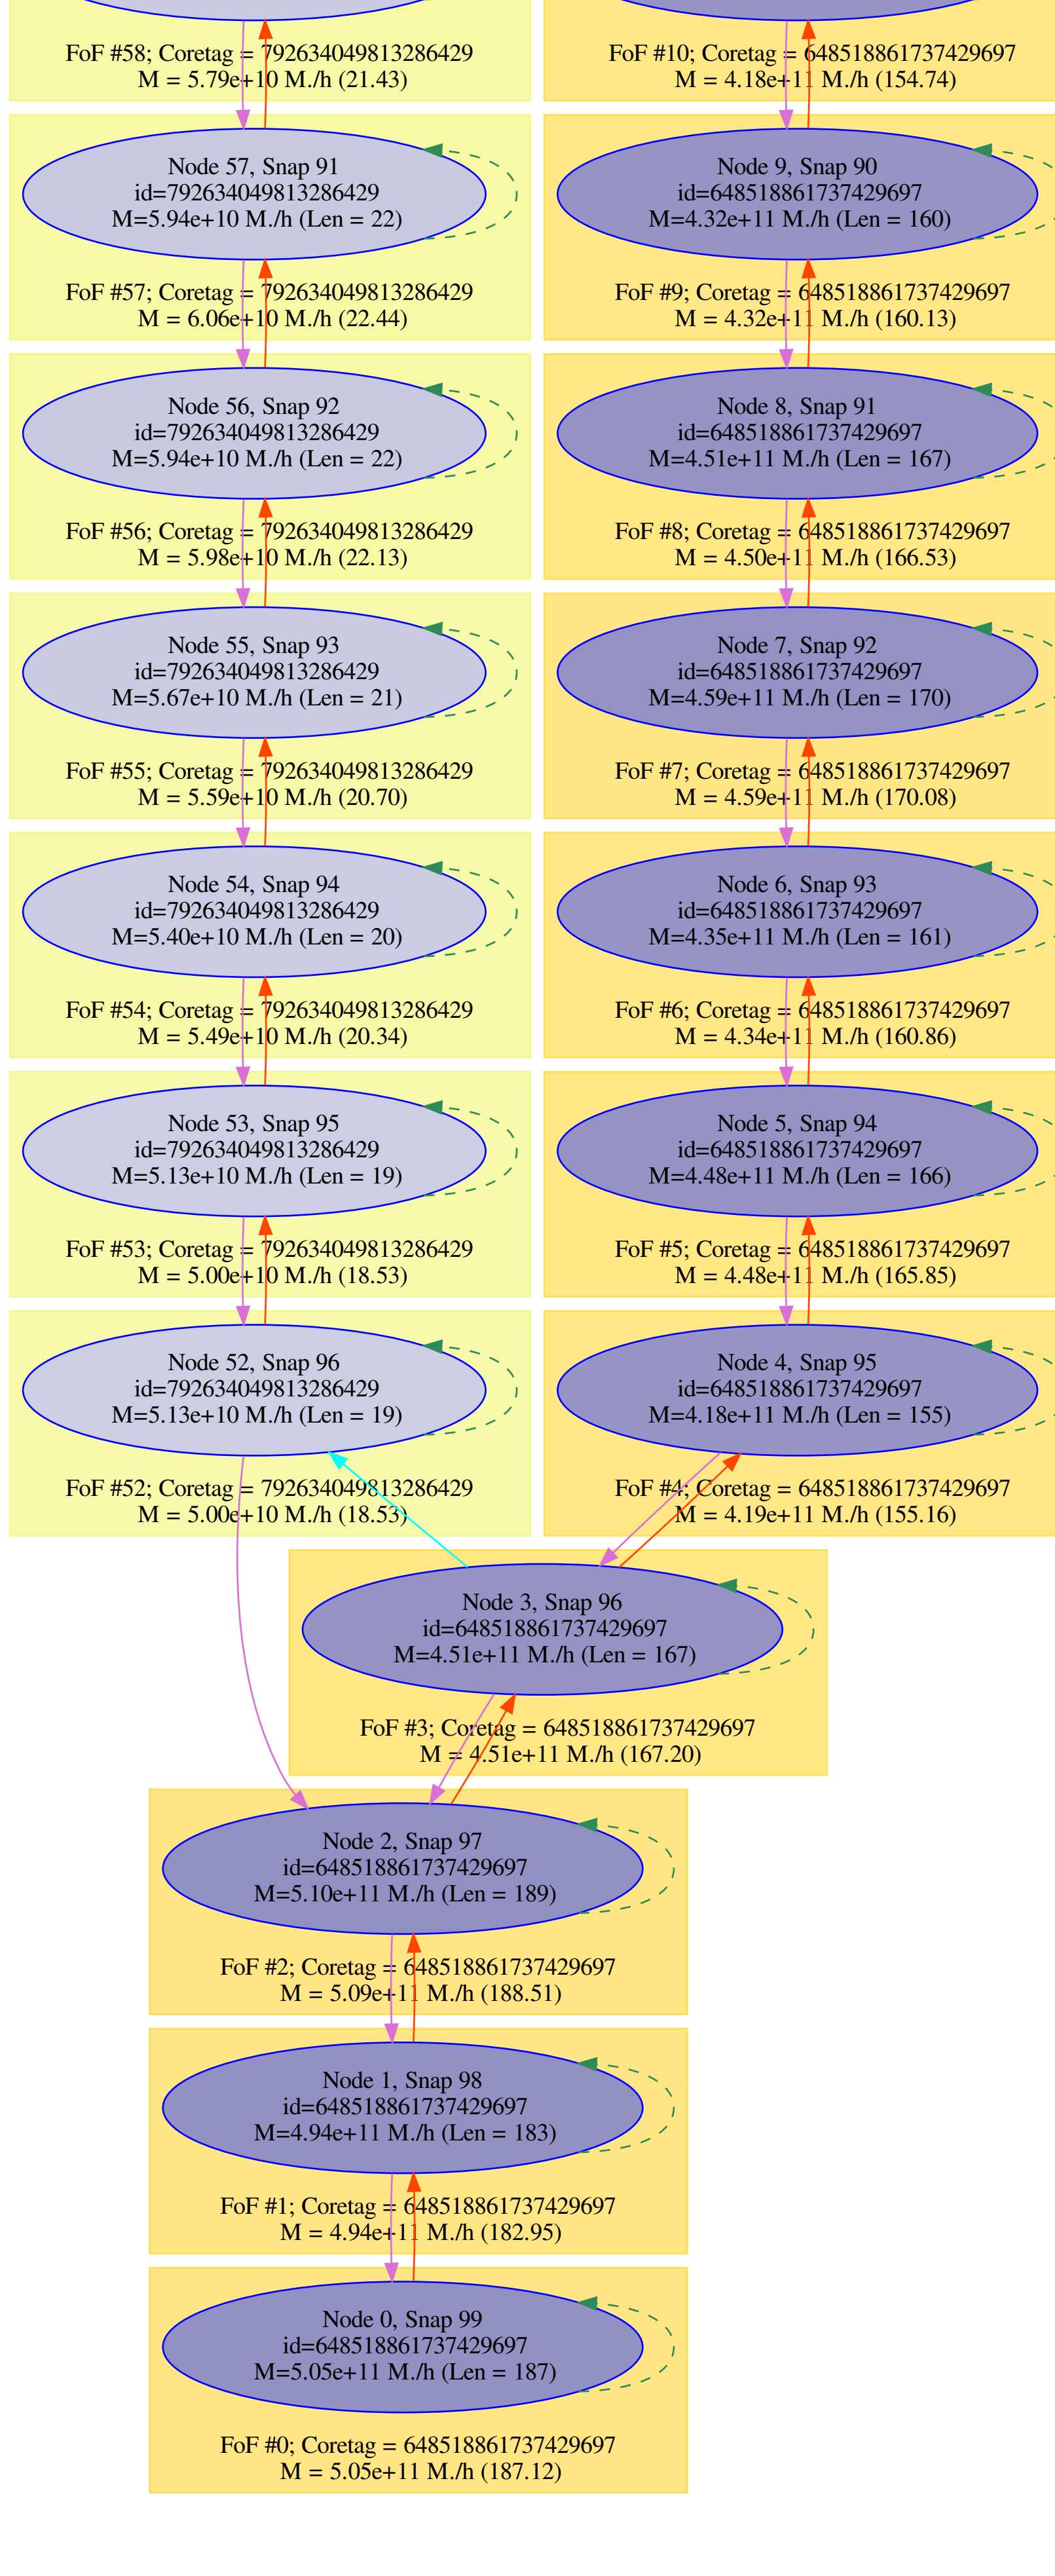 FoF #58; Coretag = 792634049813286429
M = 5.79e+10 M./h (21.43)
FoF #10; Coretag = 648518861737429697
M = 4.18e+11 M./h (154.74)
Node 57, Snap 91
id=792634049813286429
M=5.94e+10 M./h (Len = 22)
FoF #57; Coretag = 792634049813286429
M = 6.06e+10 M./h (22.44)
Node 9, Snap 90
id=648518861737429697
M=4.32e+11 M./h (Len = 160)
FoF #9; Coretag = 648518861737429697
M = 4.32e+11 M./h (160.13)
Node 56, Snap 92
id=792634049813286429
M=5.94e+10 M./h (Len = 22)
FoF #56; Coretag = 792634049813286429
M = 5.98e+10 M./h (22.13)
Node 8, Snap 91
id=648518861737429697
M=4.51e+11 M./h (Len = 167)
FoF #8; Coretag = 648518861737429697
M = 4.50e+11 M./h (166.53)
Node 55, Snap 93
id=792634049813286429
M=5.67e+10 M./h (Len = 21)
FoF #55; Coretag = 792634049813286429
M = 5.59e+10 M./h (20.70)
Node 7, Snap 92
id=648518861737429697
M=4.59e+11 M./h (Len = 170)
FoF #7; Coretag = 648518861737429697
M = 4.59e+11 M./h (170.08)
Node 54, Snap 94
id=792634049813286429
M=5.40e+10 M./h (Len = 20)
FoF #54; Coretag = 792634049813286429
M = 5.49e+10 M./h (20.34)
Node 6, Snap 93
id=648518861737429697
M=4.35e+11 M./h (Len = 161)
FoF #6; Coretag = 648518861737429697
M = 4.34e+11 M./h (160.86)
Node 53, Snap 95
id=792634049813286429
M=5.13e+10 M./h (Len = 19)
FoF #53; Coretag = 792634049813286429
M = 5.00e+10 M./h (18.53)
Node 5, Snap 94
id=648518861737429697
M=4.48e+11 M./h (Len = 166)
FoF #5; Coretag = 648518861737429697
M = 4.48e+11 M./h (165.85)
Node 52, Snap 96
id=792634049813286429
M=5.13e+10 M./h (Len = 19)
FoF #52; Coretag = 792634049813286429
M = 5.00e+10 M./h (18.53)
Node 4, Snap 95
id=648518861737429697
M=4.18e+11 M./h (Len = 155)
FoF #4; Coretag = 648518861737429697
M = 4.19e+11 M./h (155.16)
Node 3, Snap 96
id=648518861737429697
M=4.51e+11 M./h (Len = 167)
FoF #3; Coretag = 648518861737429697
M = 4.51e+11 M./h (167.20)
Node 2, Snap 97
id=648518861737429697
M=5.10e+11 M./h (Len = 189)
FoF #2; Coretag = 648518861737429697
M = 5.09e+11 M./h (188.51)
Node 1, Snap 98
id=648518861737429697
M=4.94e+11 M./h (Len = 183)
FoF #1; Coretag = 648518861737429697
M = 4.94e+11 M./h (182.95)
Node 0, Snap 99
id=648518861737429697
M=5.05e+11 M./h (Len = 187)
FoF #0; Coretag = 648518861737429697
M = 5.05e+11 M./h (187.12)